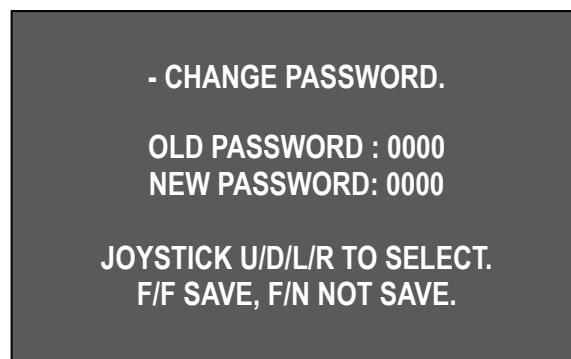 - CHANGE PASSWORD.
OLD PASSWORD : 0000
NEW PASSWORD: 0000
JOYSTICK U/D/L/R TO SELECT.
F/F SAVE, F/N NOT SAVE.